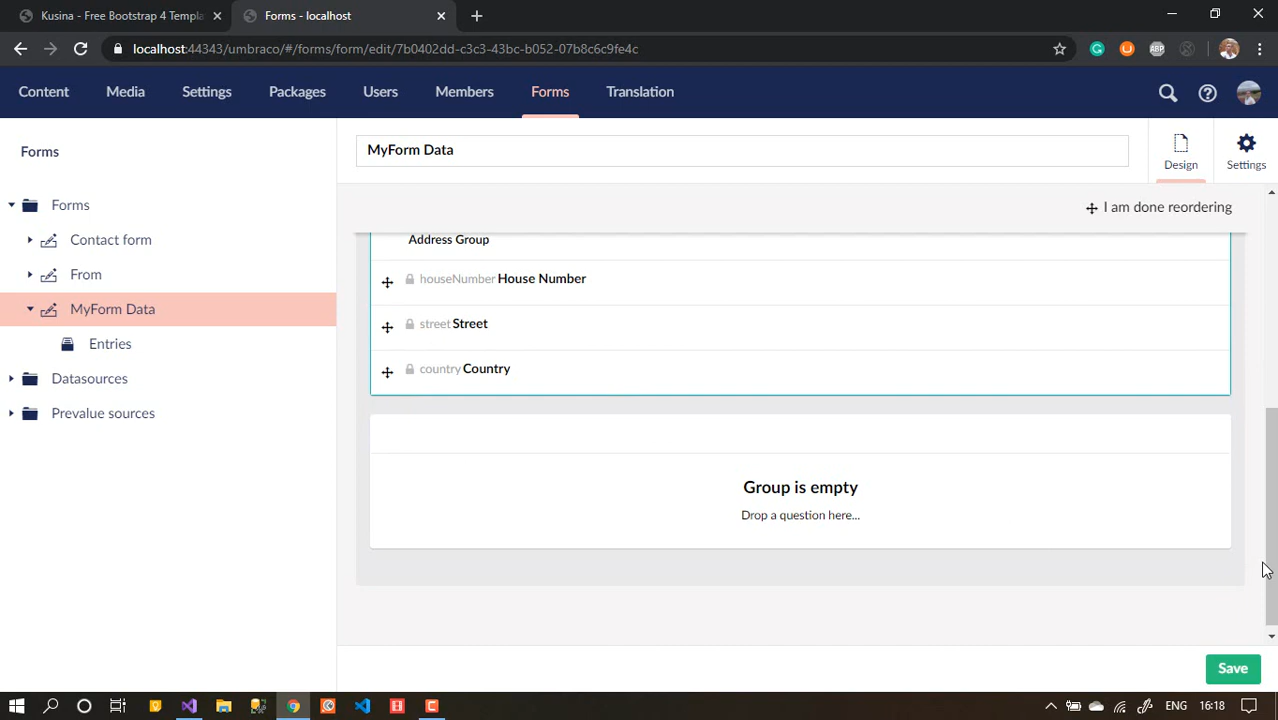 Kusina - Free Bootstrap 4 Templa
Forms - localhost
localhost:44343/umbraco/#/forms/form/edit/7b0402dd-c3c3-43bc-b052-07b8c6c9fe4c
ABP
Content Media Settings Packages Users Members Forms Translation
Forms
MyForm Data
Design
Settings
I am done reordering
Forms
Contact form
From
MyForm Data
Entries
Datasources
Prevalue sources
Address Group
houseNumber House Number
street Street
country Country
Group is empty
Drop a question here...
Save
ENG 16:18